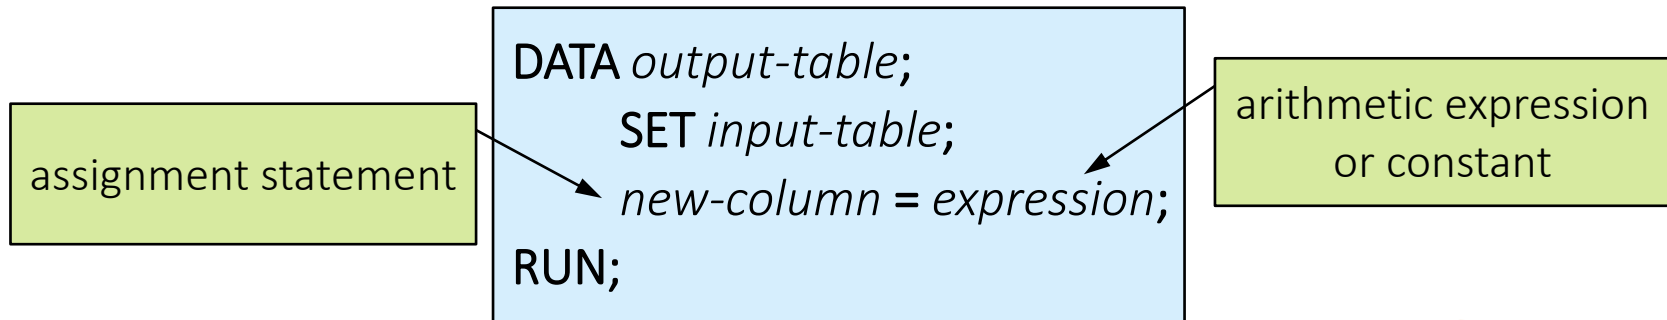 DATA output-table;
SET input-table;
new-column = expression;
RUN;
assignment statement
arithmetic expression
or constant